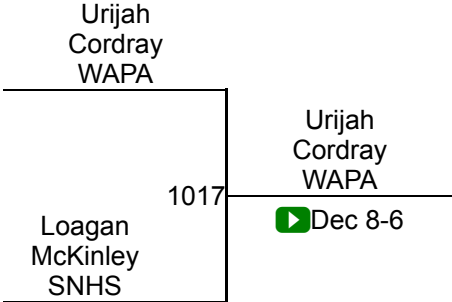 Urijah
Cordray
WAPA
1017
Loagan
McKinley
SNHS
Urijah
Cordray
WAPA
Dec 8-6